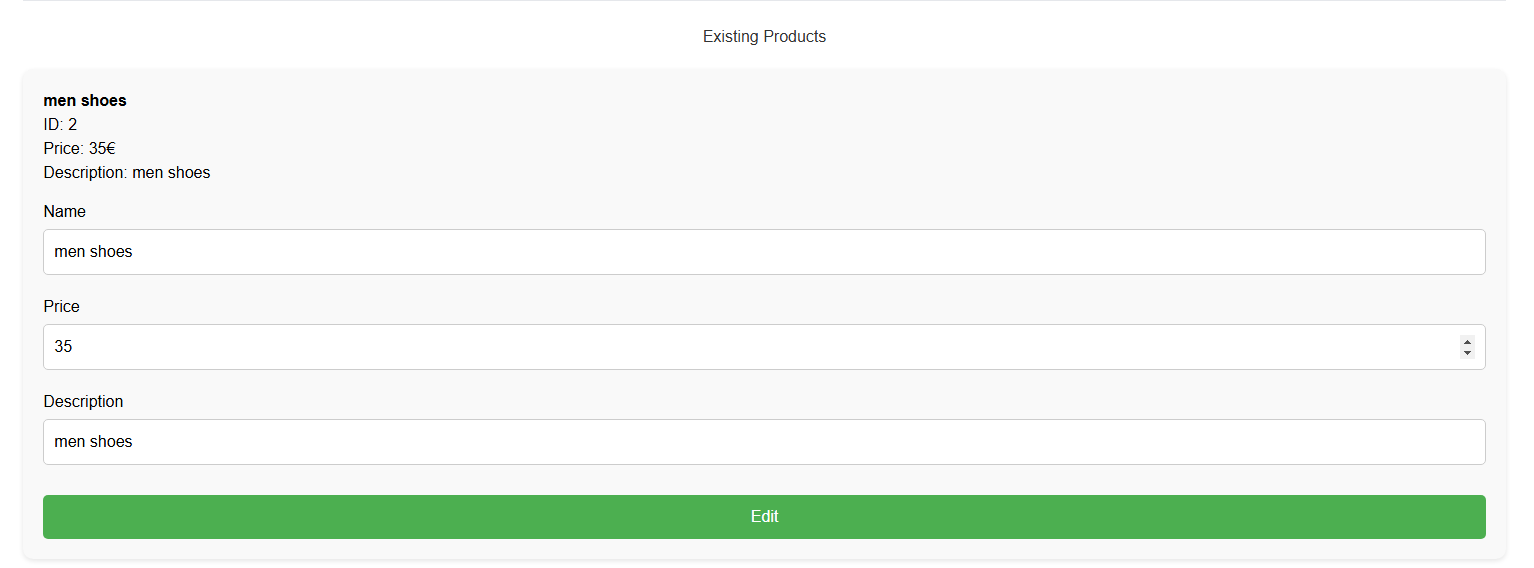 Existing Products
men shoes
ID: 2
Price: 35€
Description: men shoes
Name
men shoes
Price
35
Description
men shoes
Edit